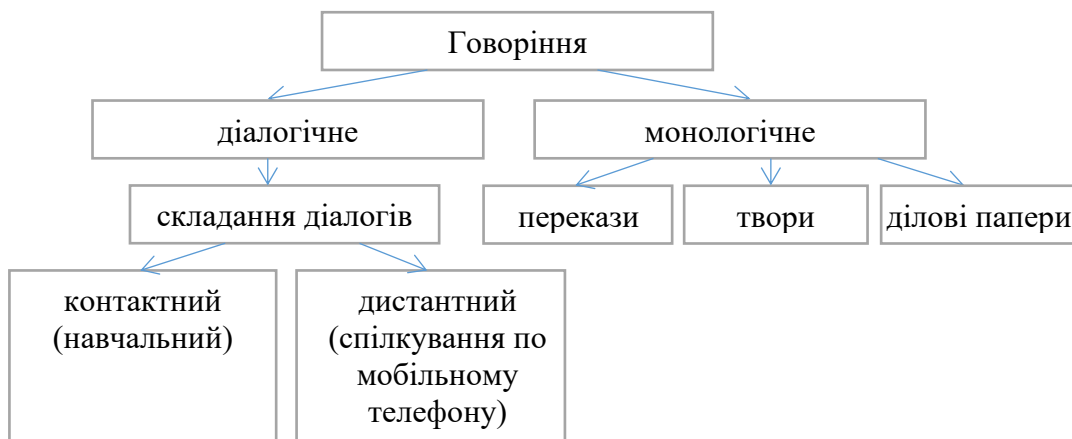 Говоріння
діалогічне
монологічне
складання діалогів
перекази
твори
ділові папери
контактний
(навчальний)
дистантний
(спілкування по
мобільному
телефону)